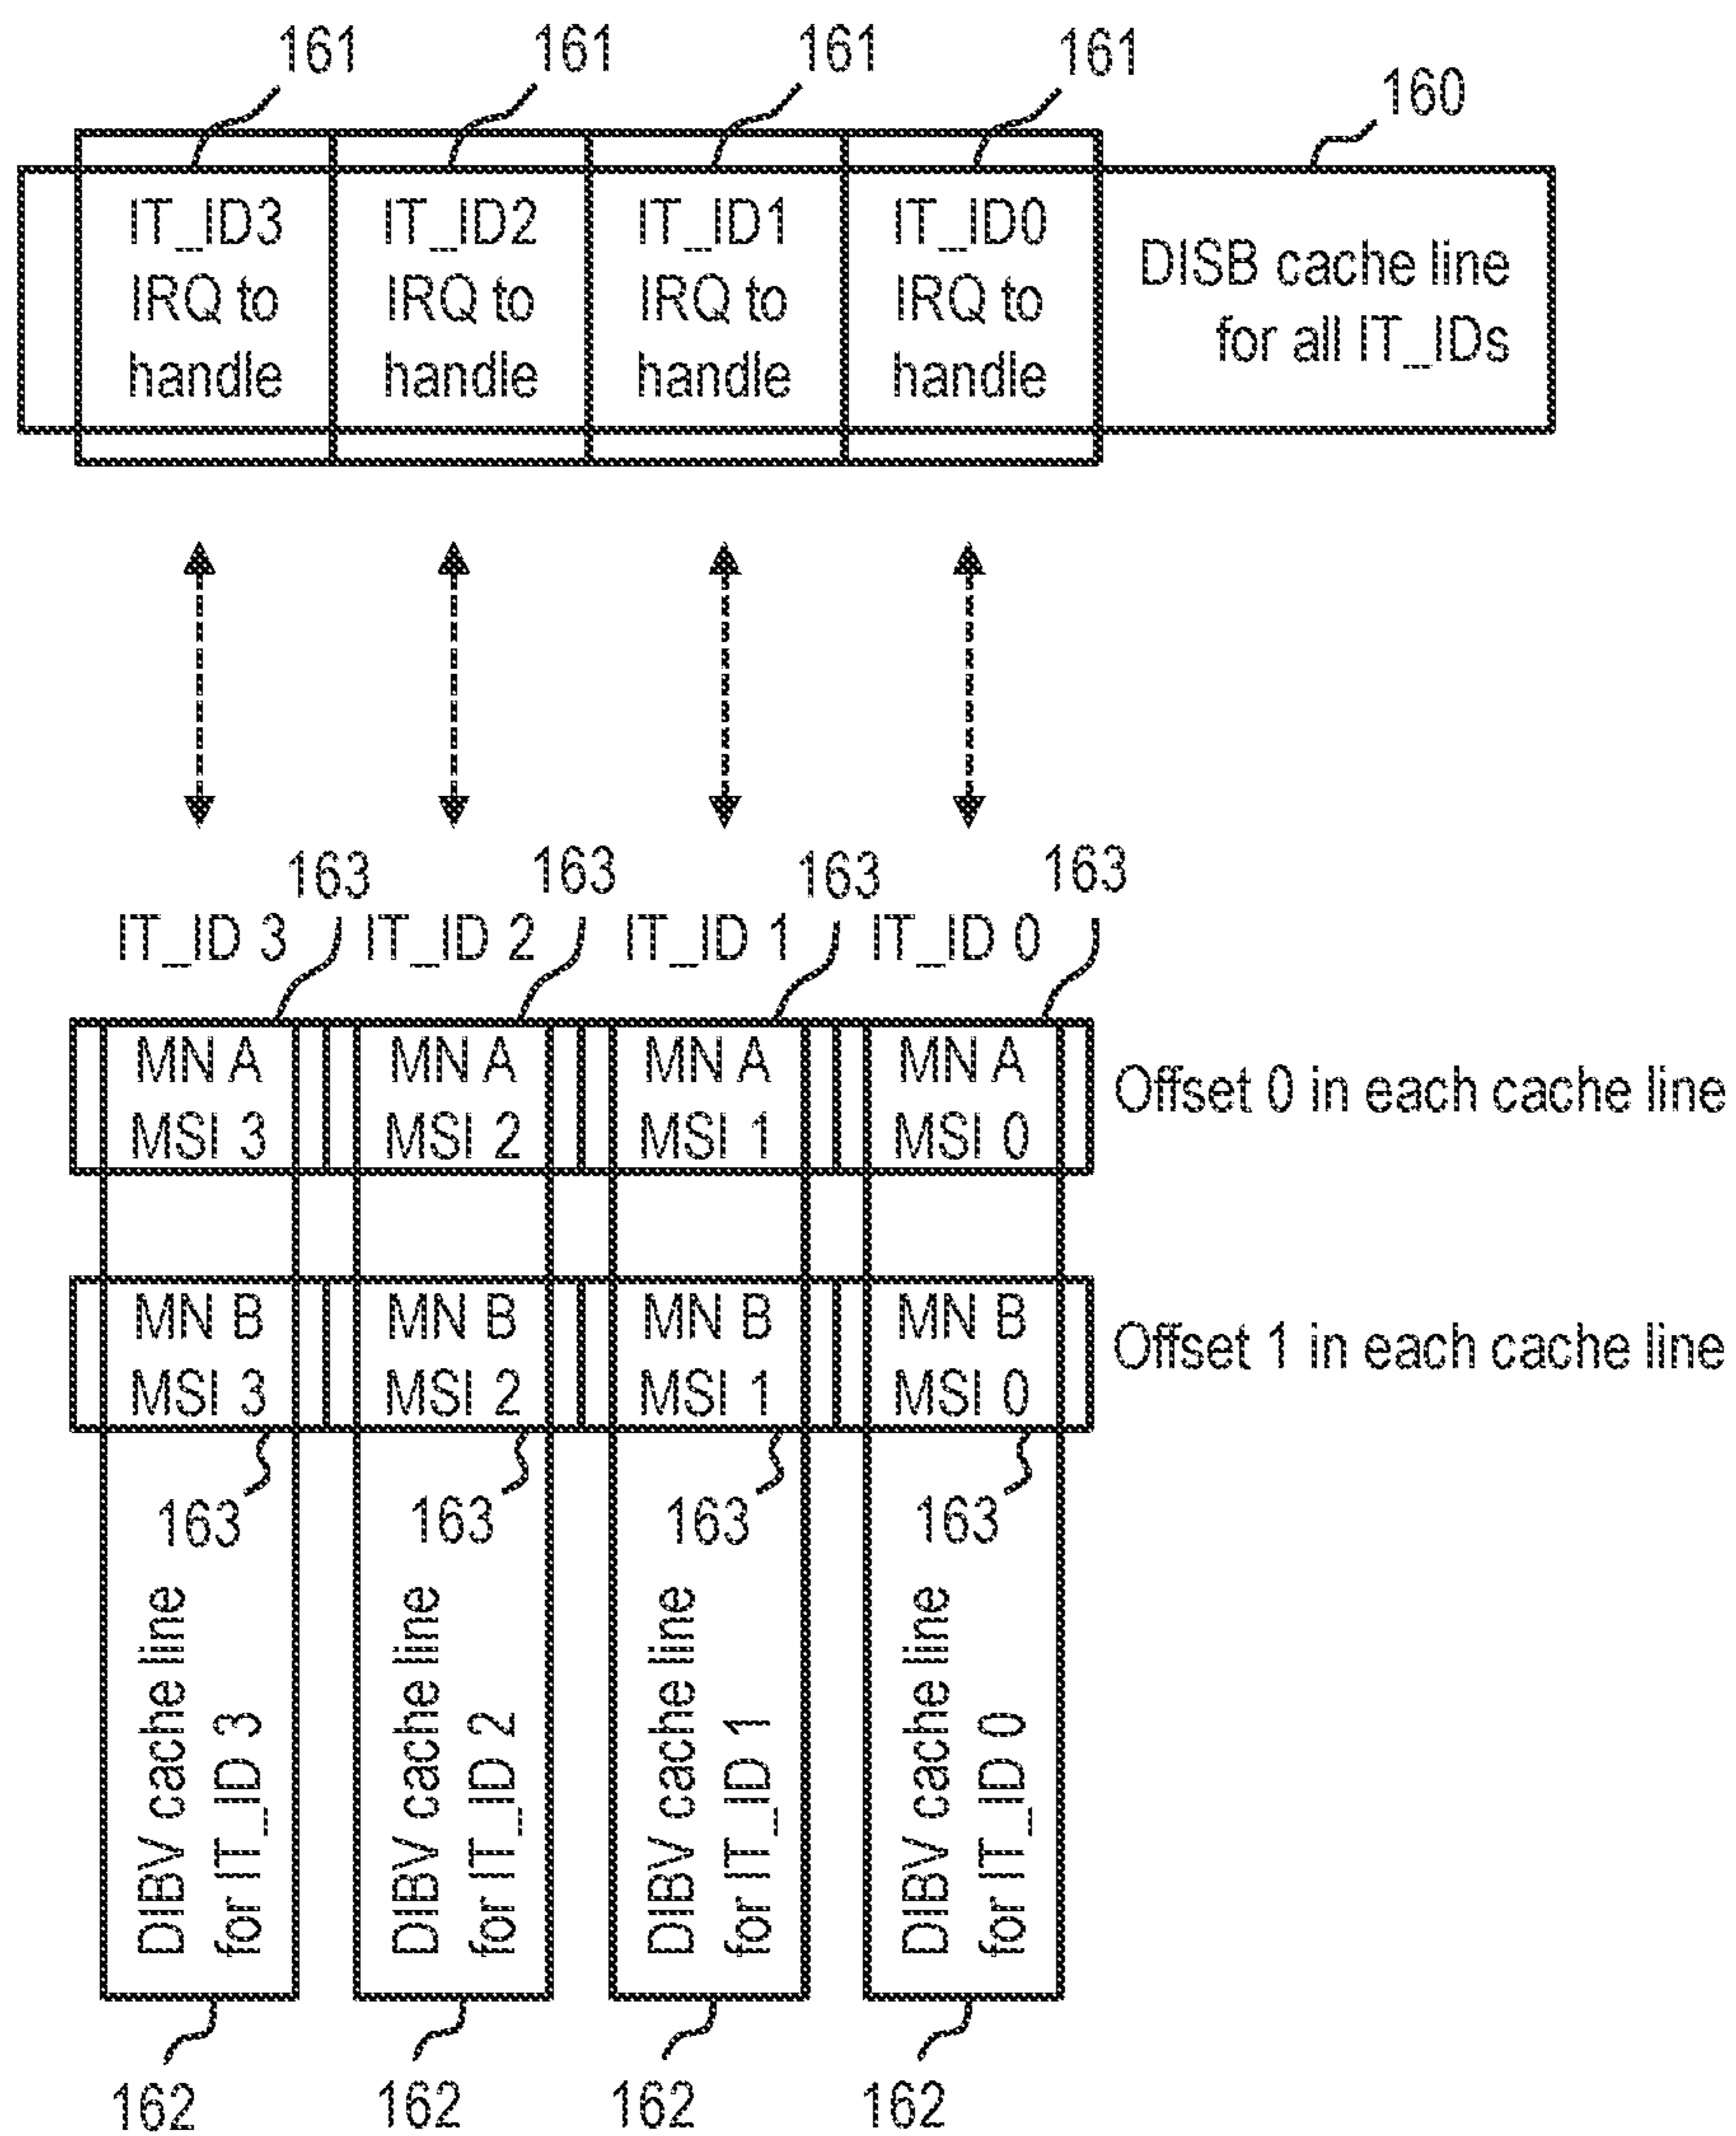 161 161 161 161 160
IT_ID3 IT_ID2 IT_ID1 IT_ID0
IRQ to IRQ to IRQ to IRQ to
handle handle handle handle
DISB cache line
for all IT_IDs
163 163 163 163
IT_ID 3 IT_ID 2 IT_ID 1 IT_ID 0
MN A MN A MN A MN A
MSI 3 MSI 2 MSI 1 MSI 0
Offset 0 in each cache line
MN B MN B MN B MN B
MSI 3 MSI 2 MSI 1 MSI 0
Offset 1 in each cache line
163 163 163 163
DIBV cache line
for IT_ID 3
DIBV cache line
for IT_ID 2
DIBV cache line
for IT_ID 1
DIBV cache line
for IT_ID 0
162 162 162 162